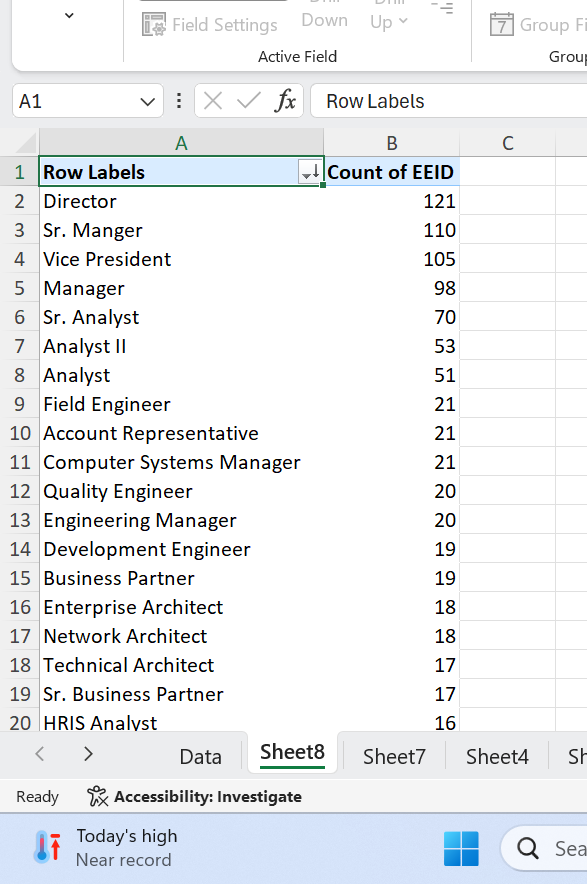 Field Settings
Down
Up
7
Group Fi
Active Field
Group
A1
fx
Row Labels
A B C
1 Row Labels Count of EEID
2 Director 121
3 Sr. Manger 110
4 Vice President 105
5 Manager 98
6 Sr. Analyst 70
7 Analyst II 53
8 Analyst 51
9 Field Engineer 21
10 Account Representative 21
11 Computer Systems Manager 21
12 Quality Engineer 20
13 Engineering Manager 20
14 Development Engineer 19
15 Business Partner 19
16 Enterprise Architect 18
17 Network Architect 18
18 Technical Architect 17
19 Sr. Business Partner 17
20 HRIS Analyst 16
Data Sheet8 Sheet7 Sheet4 Sh
Ready Accessibility: Investigate
Today's high
Near record
Sea